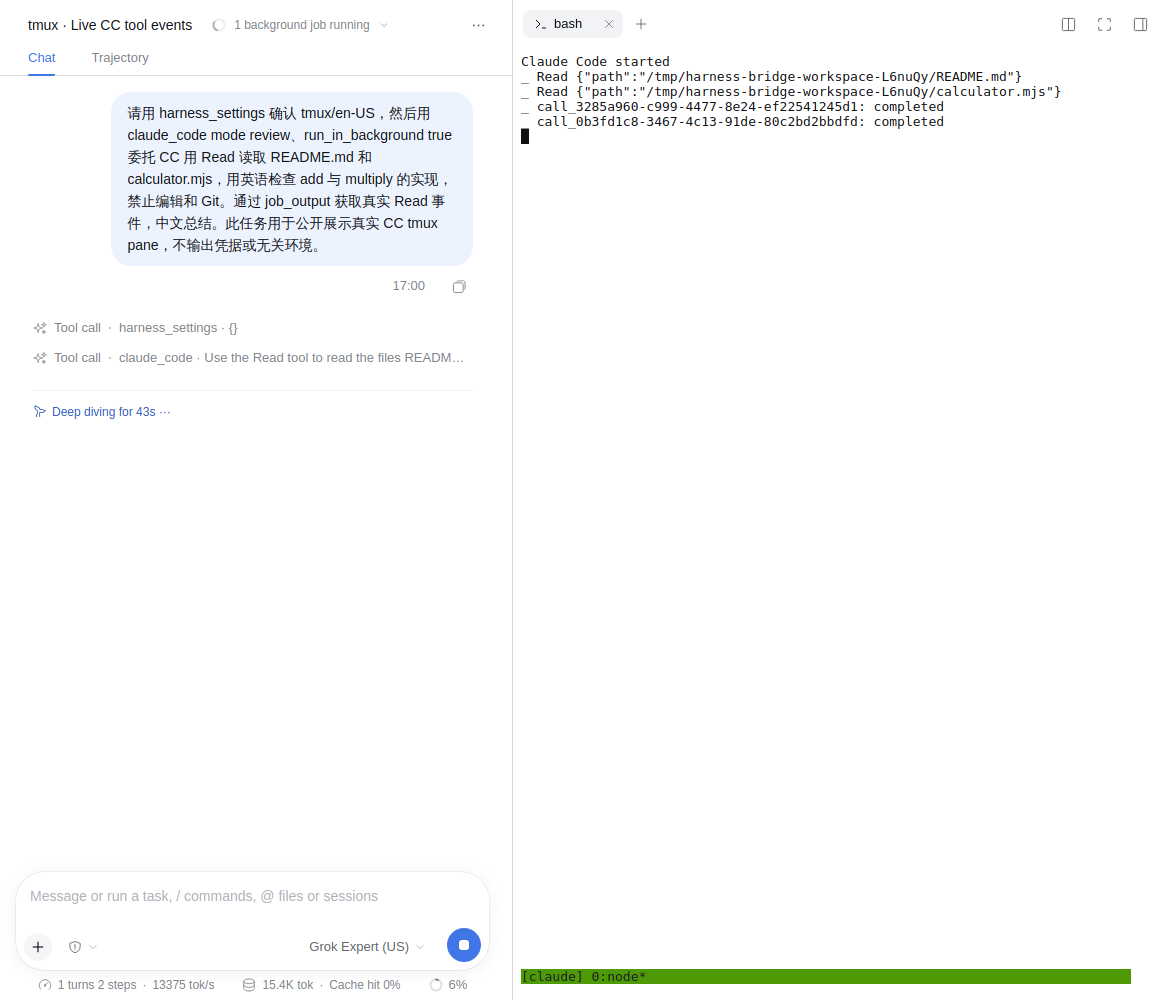 tmux · Live CC tool events
1 background job running
Chat
Trajectory
请用 harness_settings 确认 tmux/en-US，然后用
claude_code mode review、run_in_background true
委托 CC 用 Read 读取 README.md 和
calculator.mjs，用英语检查 add 与 multiply 的实现，
禁止编辑和 Git。通过 job_output 获取真实 Read 事
件，中文总结。此任务用于公开展示真实 CC tmux
pane，不输出凭据或无关环境。
17:00
Tool call · harness_settings · {}
Tool call · claude_code · Use the Read tool to read the files READM…
Deep diving for 43s ···
Message or run a task, / commands, @ files or sessions
Grok Expert (US)
1 turns 2 steps · 13375 tok/s
15.4K tok · Cache hit 0%
6%
bash
Claude Code started
_ Read {"path":"/tmp/harness-bridge-workspace-L6nuQy/README.md"}
_ Read {"path":"/tmp/harness-bridge-workspace-L6nuQy/calculator.mjs"}
_ call_3285a960-c999-4477-8e24-ef22541245d1: completed
_ call_0b3fd1c8-3467-4c13-91de-80c2bd2bbdfd: completed
[claude] 0:node*